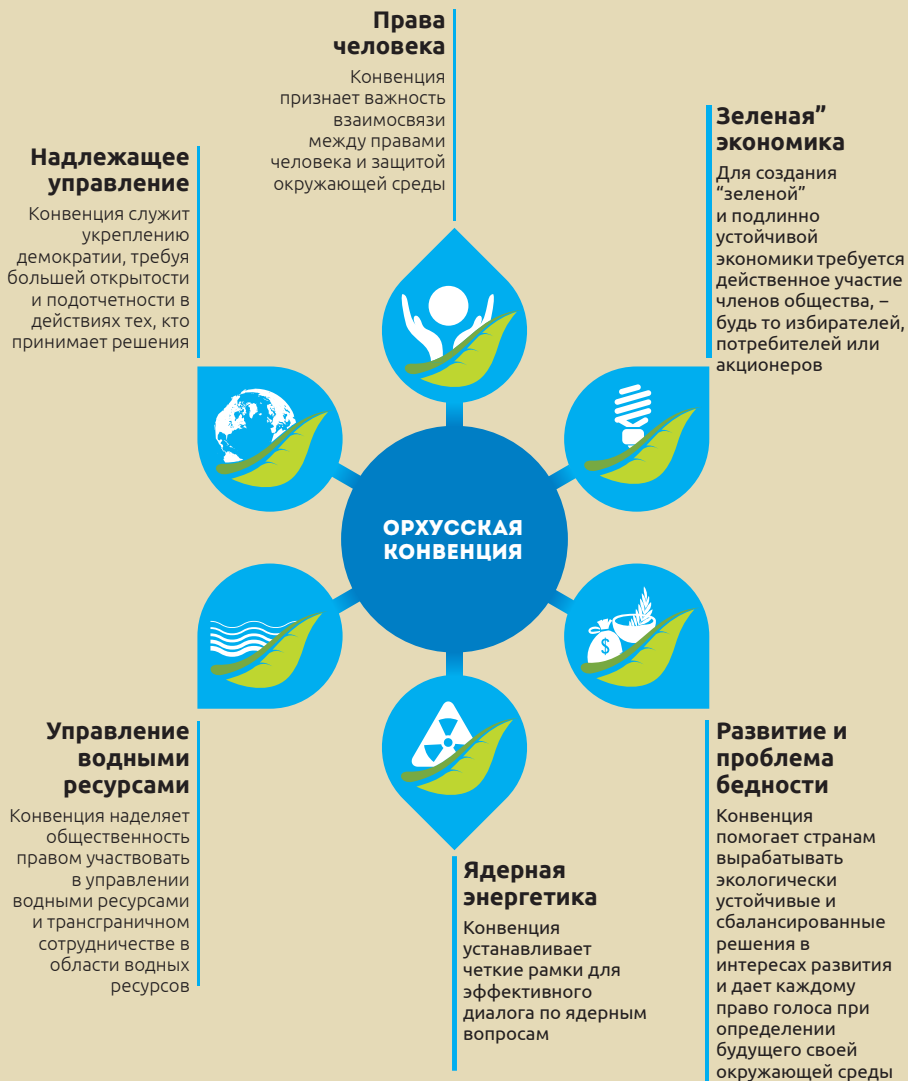 Права
человека
Конвенция
признает важность
взаимосвязи
между правами
человека и защитой
окружающей среды
Зеленая”
экономика
Для создания
“зеленой”
и подлинно
устойчивой
экономики требуется
действенное участие
членов общества, –
будь то избирателей,
потребителей или
акционеров
Надлежащее
управление
Конвенция служит
укреплению
демократии, требуя
большей открытости
и подотчетности в
действиях тех, кто
принимает решения
ОРХУССКАЯ
КОНВЕНЦИЯ
$
Управление
водными
ресурсами
Конвенция наделяет
общественность
правом участвовать
в управлении
водными ресурсами
и трансграничном
сотрудничестве в
области водных
ресурсов
Ядерная
энергетика
Конвенция
устанавливает
четкие рамки для
эффективного
диалога по ядерным
вопросам
Развитие и
проблема
бедности
Конвенция
помогает странам
вырабатывать
экологически
устойчивые и
сбалансированные
решения в
интересах развития
и дает каждому
право голоса при
определении
будущего своей
окружающей среды